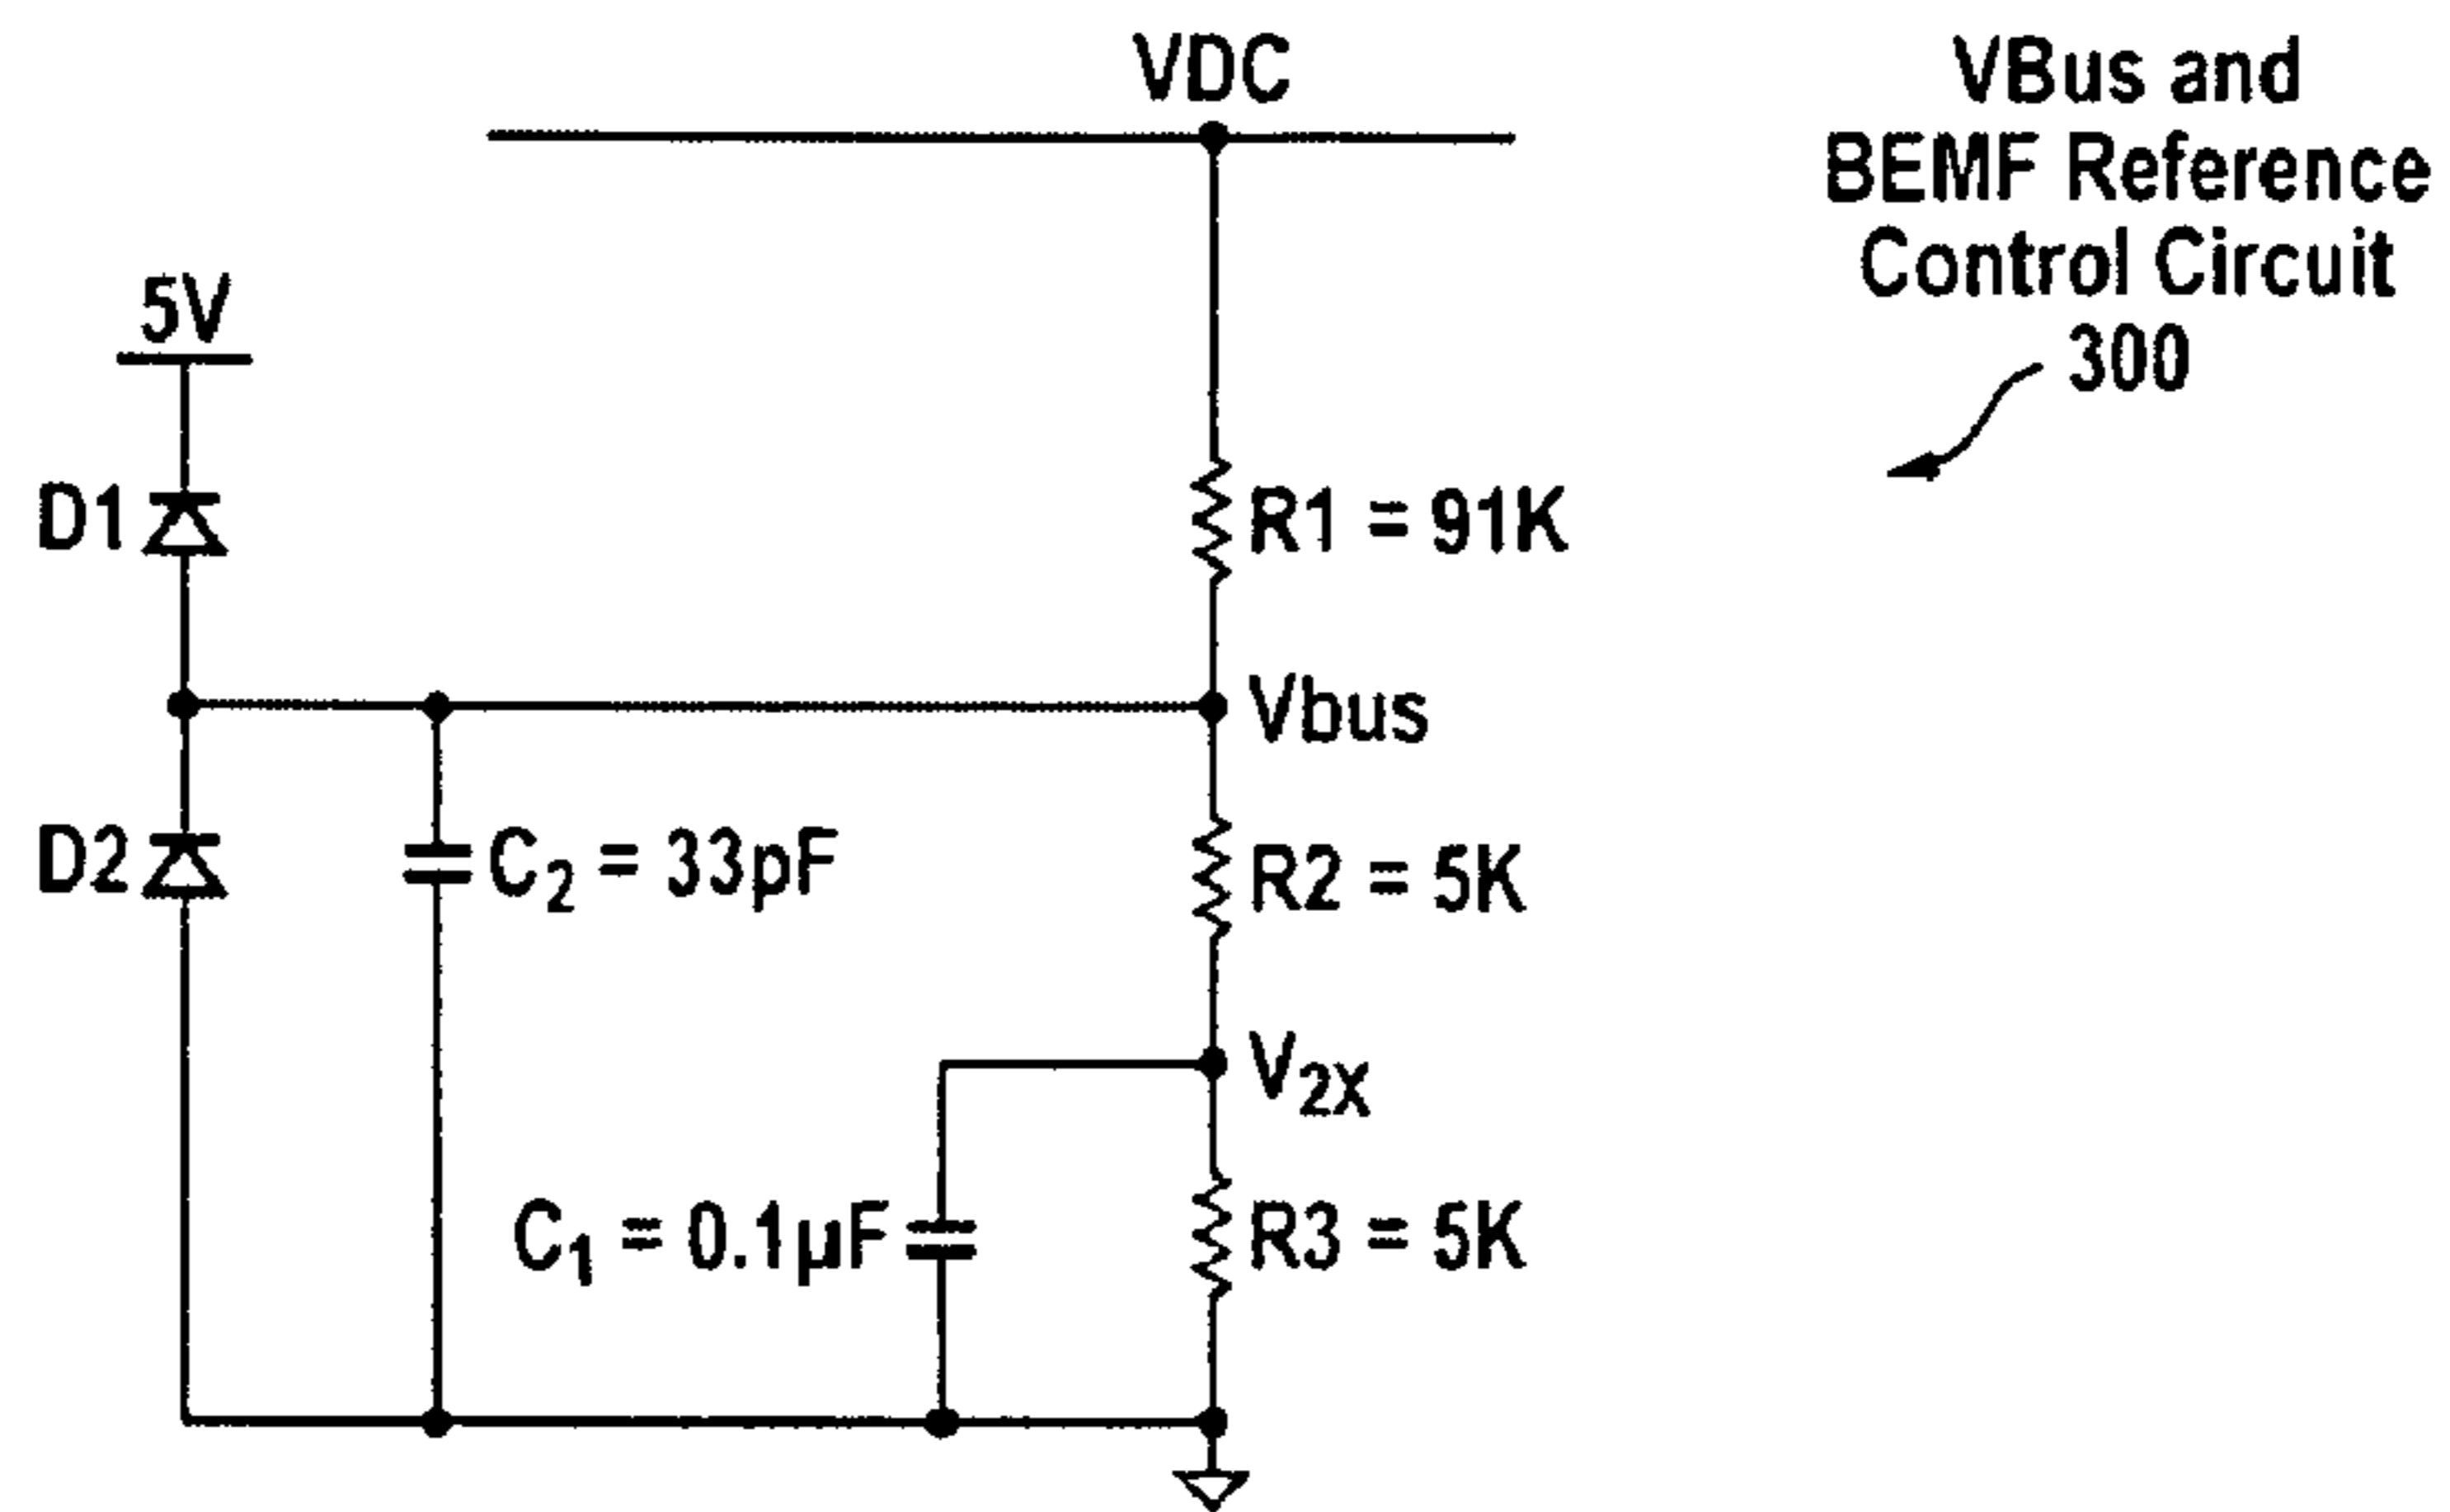 VDC
VBus and
BEMF Reference
Control Circuit
300
5V
D1
R1 = 91K
Vbus
D2
C₂ = 33pF
R2 = 5K
V₂X
C₁ = 0.1µF
R3 = 5K